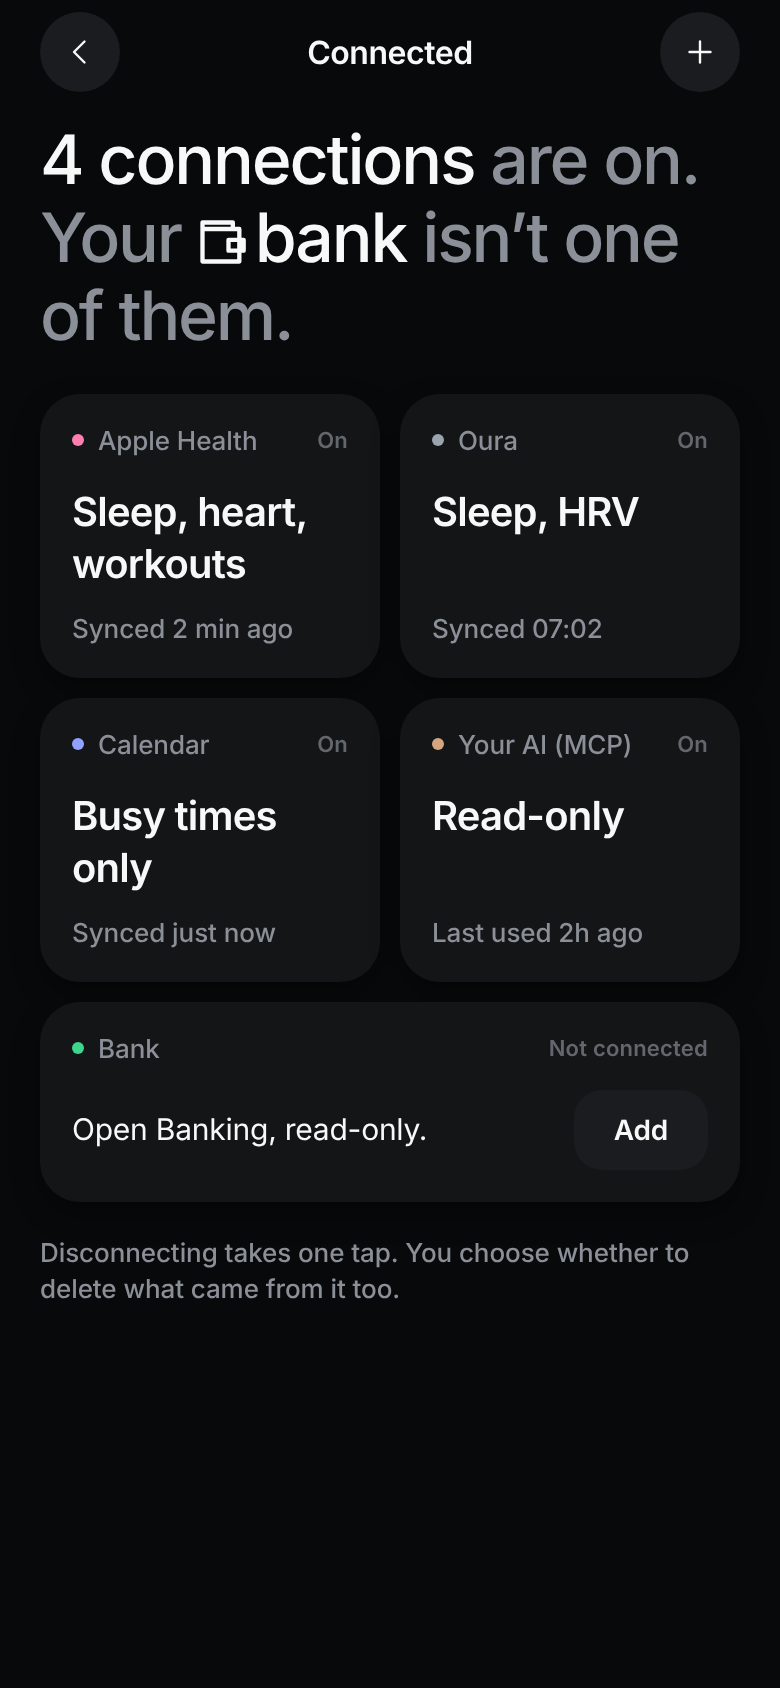 Connected
4 connections are on.
Your bank isn’t one
of them.
Apple Health On
Sleep, heart,
workouts
Synced 2 min ago
Oura On
Sleep, HRV
Synced 07:02
Calendar On
Busy times
only
Synced just now
Your AI (MCP) On
Read-only
Last used 2h ago
Bank Not connected
Open Banking, read-only. Add
Disconnecting takes one tap. You choose whether to
delete what came from it too.